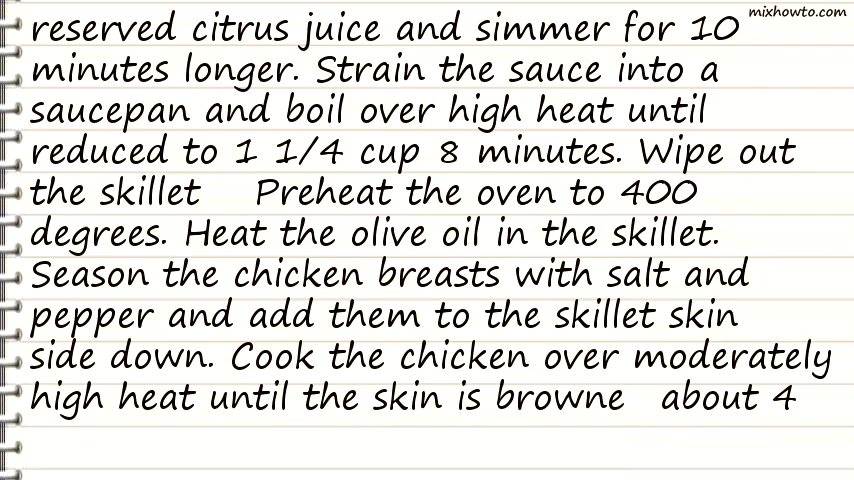 mixhowto.com
reserved citrus juice and simmer for 10
minutes longer. Strain the sauce into a
saucepan and boil over high heat until
reduced to 1 1/4 cup 8 minutes. Wipe out
the skillet Preheat the oven to 400
degrees. Heat the olive oil in the skillet.
Season the chicken breasts with salt and
pepper and add them to the skillet skin
side down. Cook the chicken over moderately
high heat until the skin is browne about 4